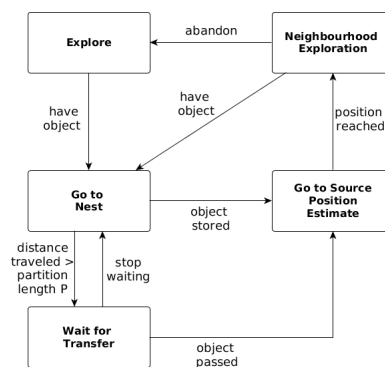 Explore
abandon
Neighbourhood
Exploration
have
object
have
object
position
reached
Go to
Nest
object
stored
Go to Source
Position
Estimate
distance
traveled >
partition
length P
stop
waiting
Wait for
Transfer
object
passed